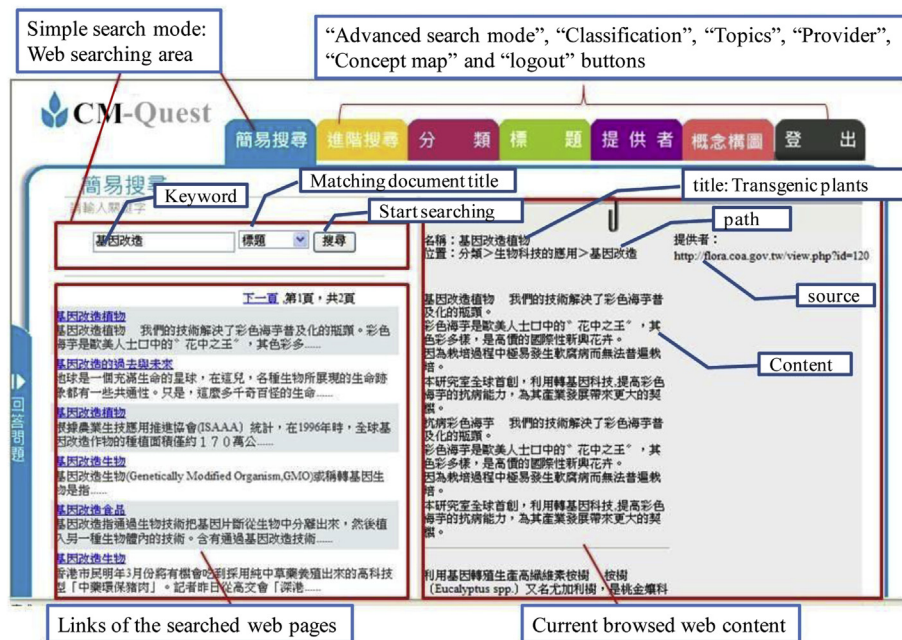 Simple search mode:
Web searching area
“Advanced search mode”, “Classification”, “Topics”, “Provider”,
“Concept map” and “logout” buttons
CM-Quest
簡易搜尋
進階搜尋
分 類
標 題
提 供 者
概念構圖
登 出
簡易搜尋
請輸入關鍵字
Keyword
Matching document title
Start searching
基因改造
標題
搜尋
title: Transgenic plants
path
source
Content
名稱：基因改造植物
位置：分類＞生物科技的應用＞基因改造
提供者：
http://flora.coa.gov.tw/view.php?id=120
下一頁 第1頁，共2頁
基因改造植物
基因改造植物 我們的技術解決了彩色海芋普及化的瓶頸。彩色
海芋是歐美人士口中的〝花中之王〞，其色彩多......
基因改造的過去與未來
地球是一個充滿生命的星球，在這兒，各種生物所展現的生命跡
象都有一些共通性。只是，這麼多千奇百怪的生命......
基因改造植物
根據農業生技應用推進協會(ISAAA）統計，在1996年時，全球基
因改造作物的種植面積僅約１７０萬公......
基因改造生物
基因改造生物(Genetically Modified Organism,GMO)或稱轉基因生
物是指......
基因改造食品
基因改造指通過生物技術把基因片斷從生物中分離出來，然後植
入另一種生物體內的技術。含有通過基因改造技術......
基因改造生物
香港市民明年3月份將有機會吃到採用純中草藥養殖出來的高科技
型「中藥環保豬肉」。記者昨日從高交會「深港......
回答問題
基因改造植物 我們的技術解決了彩色海芋普
及化的瓶頸。
彩色海芋是歐美人士口中的〝花中之王〞，其
色彩多樣，是高價的國際性新興花卉。
因為栽培過程中極易發生軟腐病而無法普遍栽
培。
本研究室全球首創，利用轉基因科技,提高彩色
海芋的抗病能力，為其產業發展帶來更大的契
機。
抗病彩色海芋 我們的技術解決了彩色海芋普
及化的瓶頸。
彩色海芋是歐美人士口中的〝花中之王〞，其
色彩多樣，是高價的國際性新興花卉。
因為栽培過程中極易發生軟腐病而無法普遍栽
培。
本研究室全球首創，利用轉基因科技,提高彩色
海芋的抗病能力，為其產業發展帶來更大的契
機。
利用基因轉殖生產高纖維素桉樹 桉樹
（Eucalyptus spp.）又名尤加利樹，是桃金孃科
Links of the searched web pages
Current browsed web content